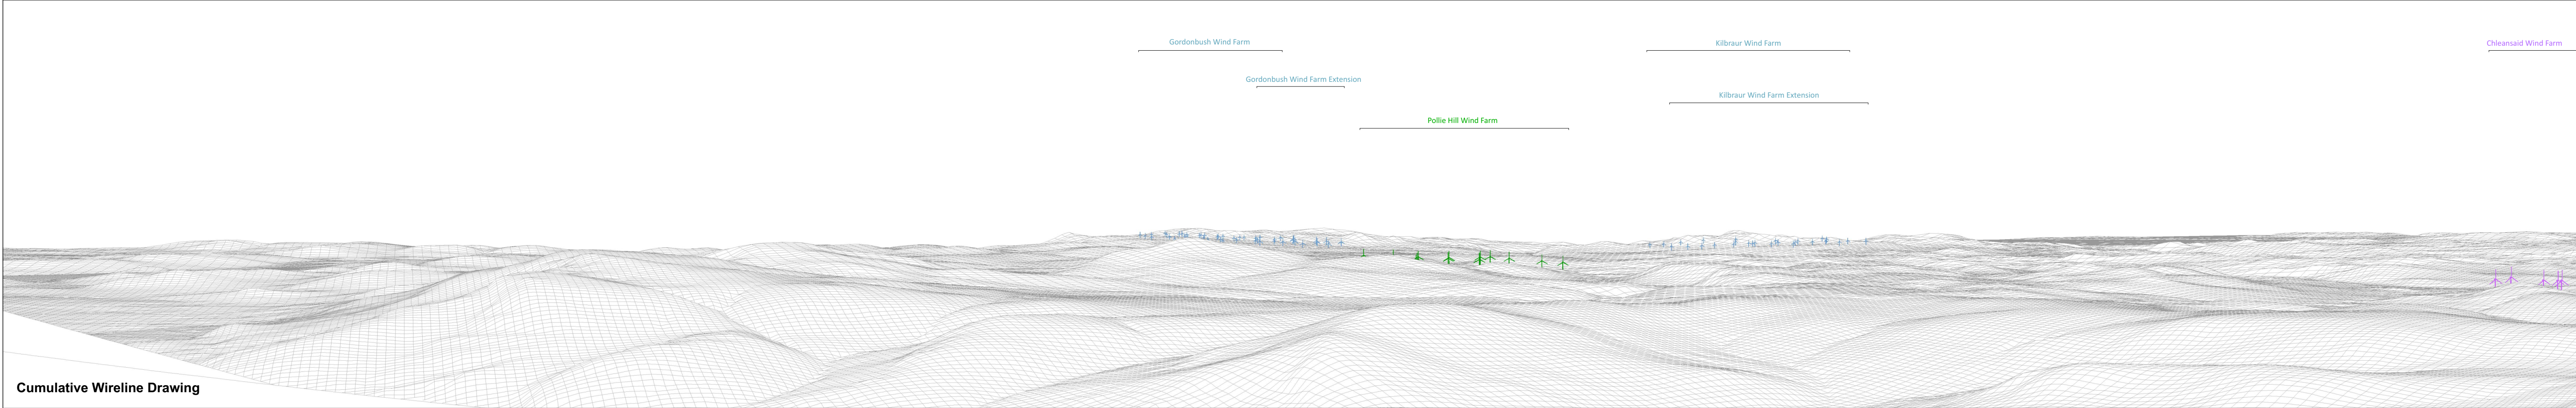 Gordonbush Wind Farm
Kilbraur Wind Farm
Chleansaid Wind Farm
Gordonbush Wind Farm Extension
Kilbraur Wind Farm Extension
Pollie Hill Wind Farm
Cumulative Wireline Drawing